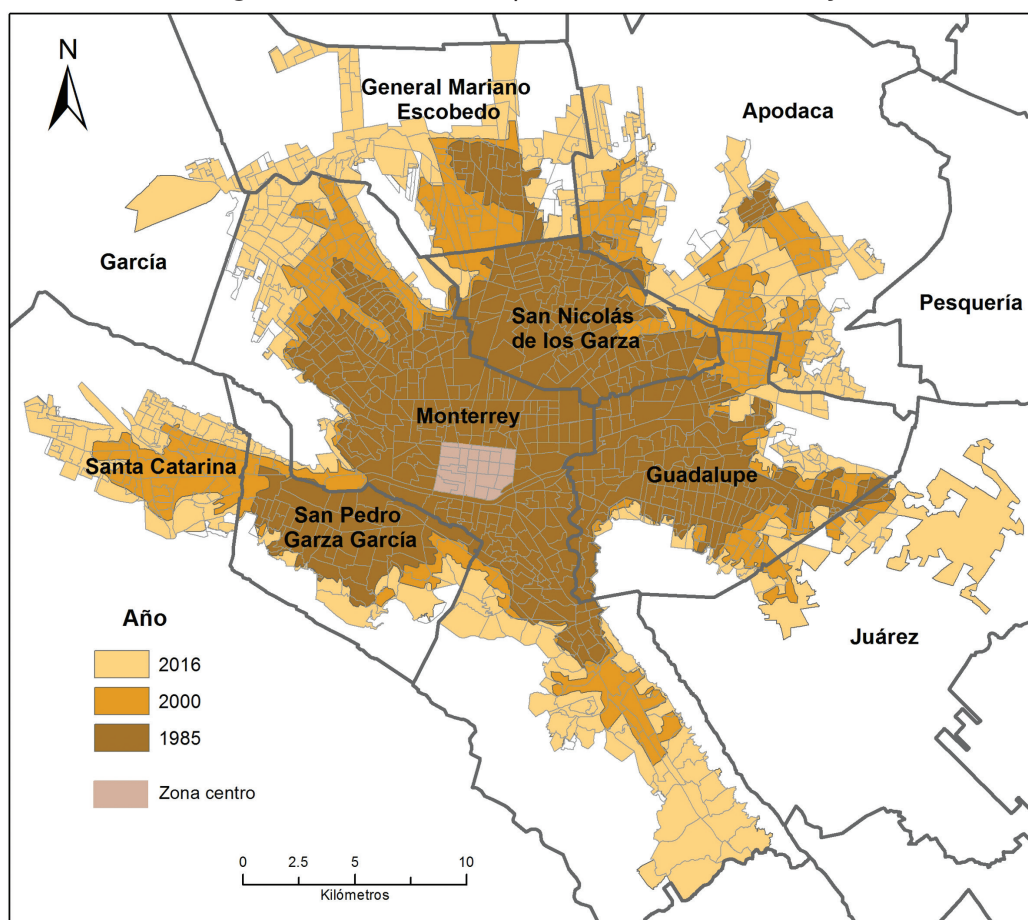 N
General Mariano
Escobedo
Apodaca
García
Pesquería
San Nicolás
de los Garza
Monterrey
Santa Catarina
Guadalupe
San Pedro
Garza García
Juárez
Año
2016
2000
1985
Zona centro
0 2.5 5 10
Kilómetros